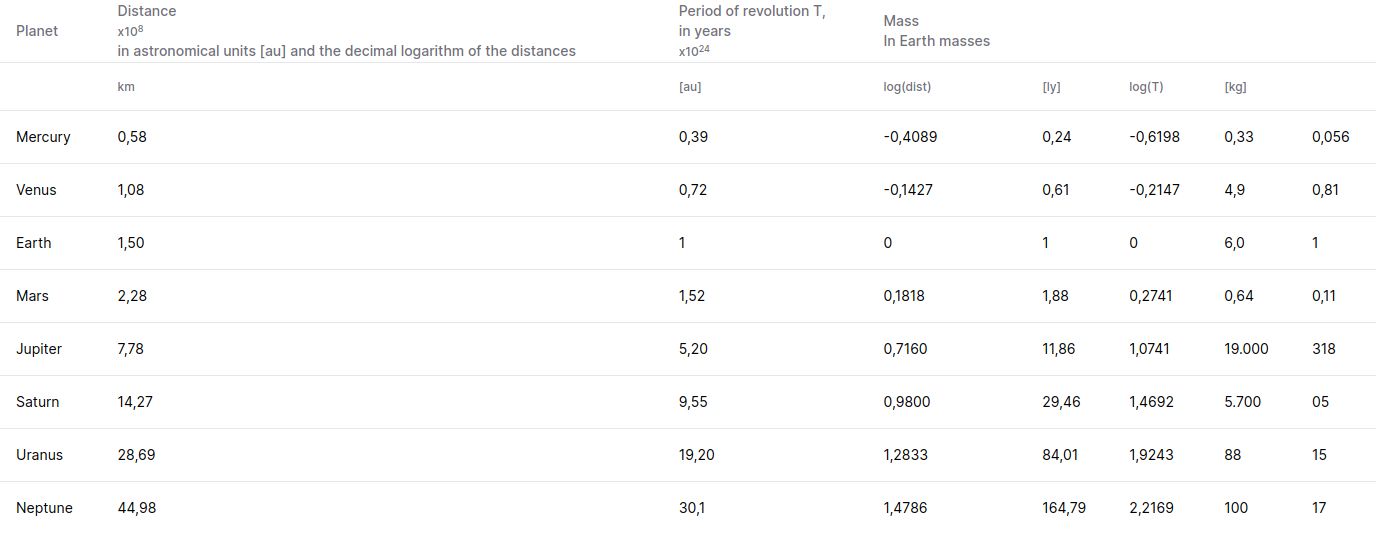 Planet
Distance
x10⁸
in astronomical units [au] and the decimal logarithm of the distances
Period of revolution T,
in years
x10²⁴
Mass
In Earth masses
km [au] log(dist) [ly] log(T) [kg]
Mercury 0,58 0,39 -0,4089 0,24 -0,6198 0,33 0,056
Venus 1,08 0,72 -0,1427 0,61 -0,2147 4,9 0,81
Earth 1,50 1 0 1 0 6,0 1
Mars 2,28 1,52 0,1818 1,88 0,2741 0,64 0,11
Jupiter 7,78 5,20 0,7160 11,86 1,0741 19.000 318
Saturn 14,27 9,55 0,9800 29,46 1,4692 5.700 05
Uranus 28,69 19,20 1,2833 84,01 1,9243 88 15
Neptune 44,98 30,1 1,4786 164,79 2,2169 100 17